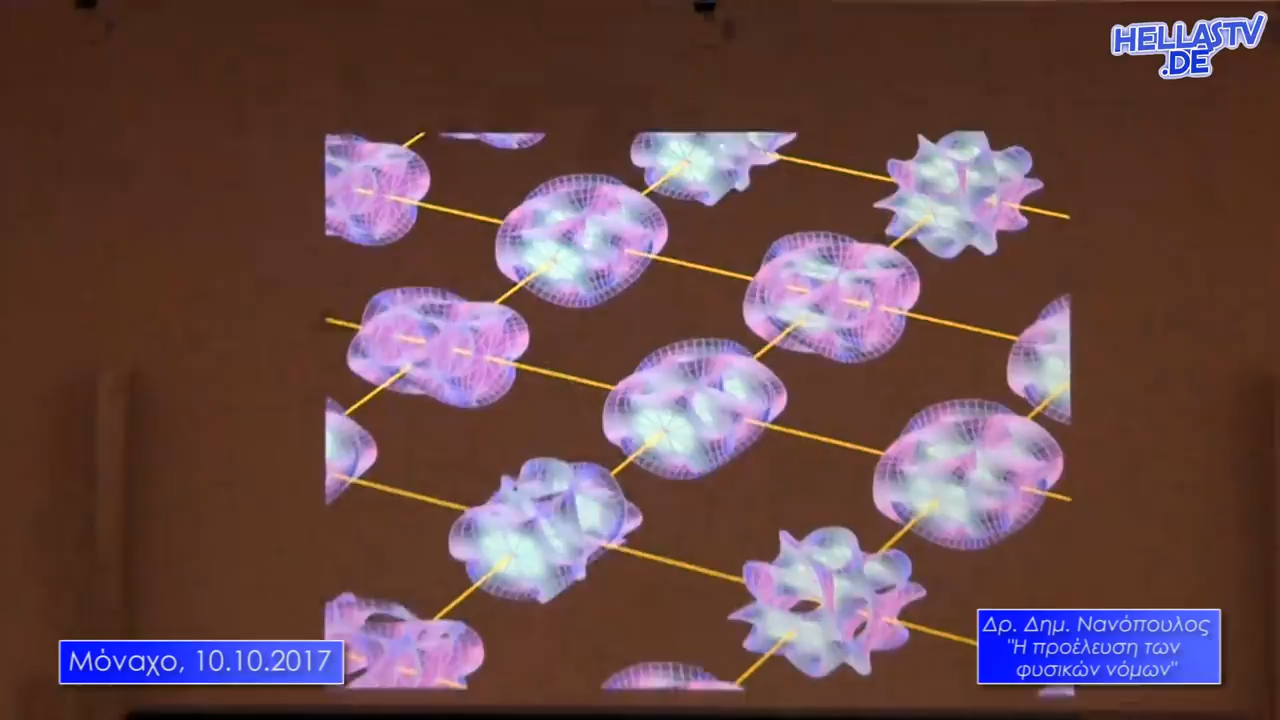 HELLASTV
.DE
Μόναχο, 10.10.2017
Δρ. Δημ. Νανόπουλος
"Η προέλευση των
φυσικών νόμων"